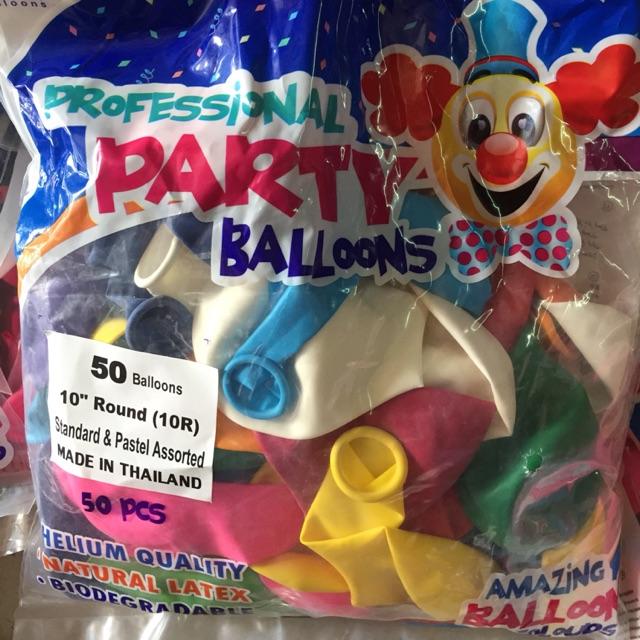 PROFESSIONAL
PARTY
BALLOONS
50 Balloons
10" Round (10R)
Standard & Pastel Assorted
MADE IN THAILAND
50 PCS
HELIUM QUALITY
NATURAL LATEX
• BIODEGRADABLE
AMAZING
BALLOON